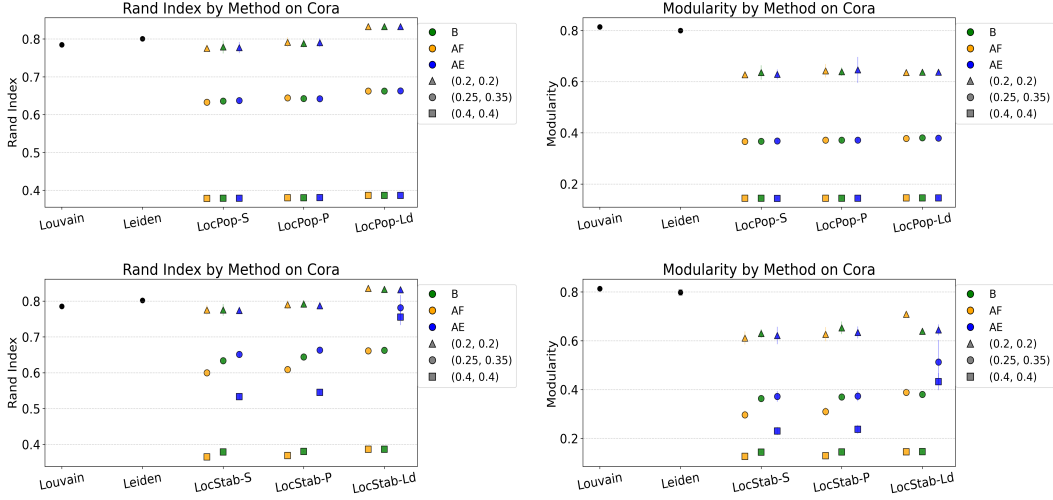 Rand Index by Method on Cora
Rand Index
0.8
0.7
0.6
0.5
0.4
Louvain
Leiden
LocPop-S
LocPop-P
LocPop-Ld
B
AF
AE
(0.2, 0.2)
(0.25, 0.35)
(0.4, 0.4)
Modularity by Method on Cora
Modularity
0.8
0.6
0.4
0.2
Louvain
Leiden
LocPop-S
LocPop-P
LocPop-Ld
B
AF
AE
(0.2, 0.2)
(0.25, 0.35)
(0.4, 0.4)
Rand Index by Method on Cora
Rand Index
0.8
0.7
0.6
0.5
0.4
Louvain
Leiden
LocStab-S
LocStab-P
LocStab-Ld
B
AF
AE
(0.2, 0.2)
(0.25, 0.35)
(0.4, 0.4)
Modularity by Method on Cora
Modularity
0.8
0.6
0.4
0.2
Louvain
Leiden
LocStab-S
LocStab-P
LocStab-Ld
B
AF
AE
(0.2, 0.2)
(0.25, 0.35)
(0.4, 0.4)